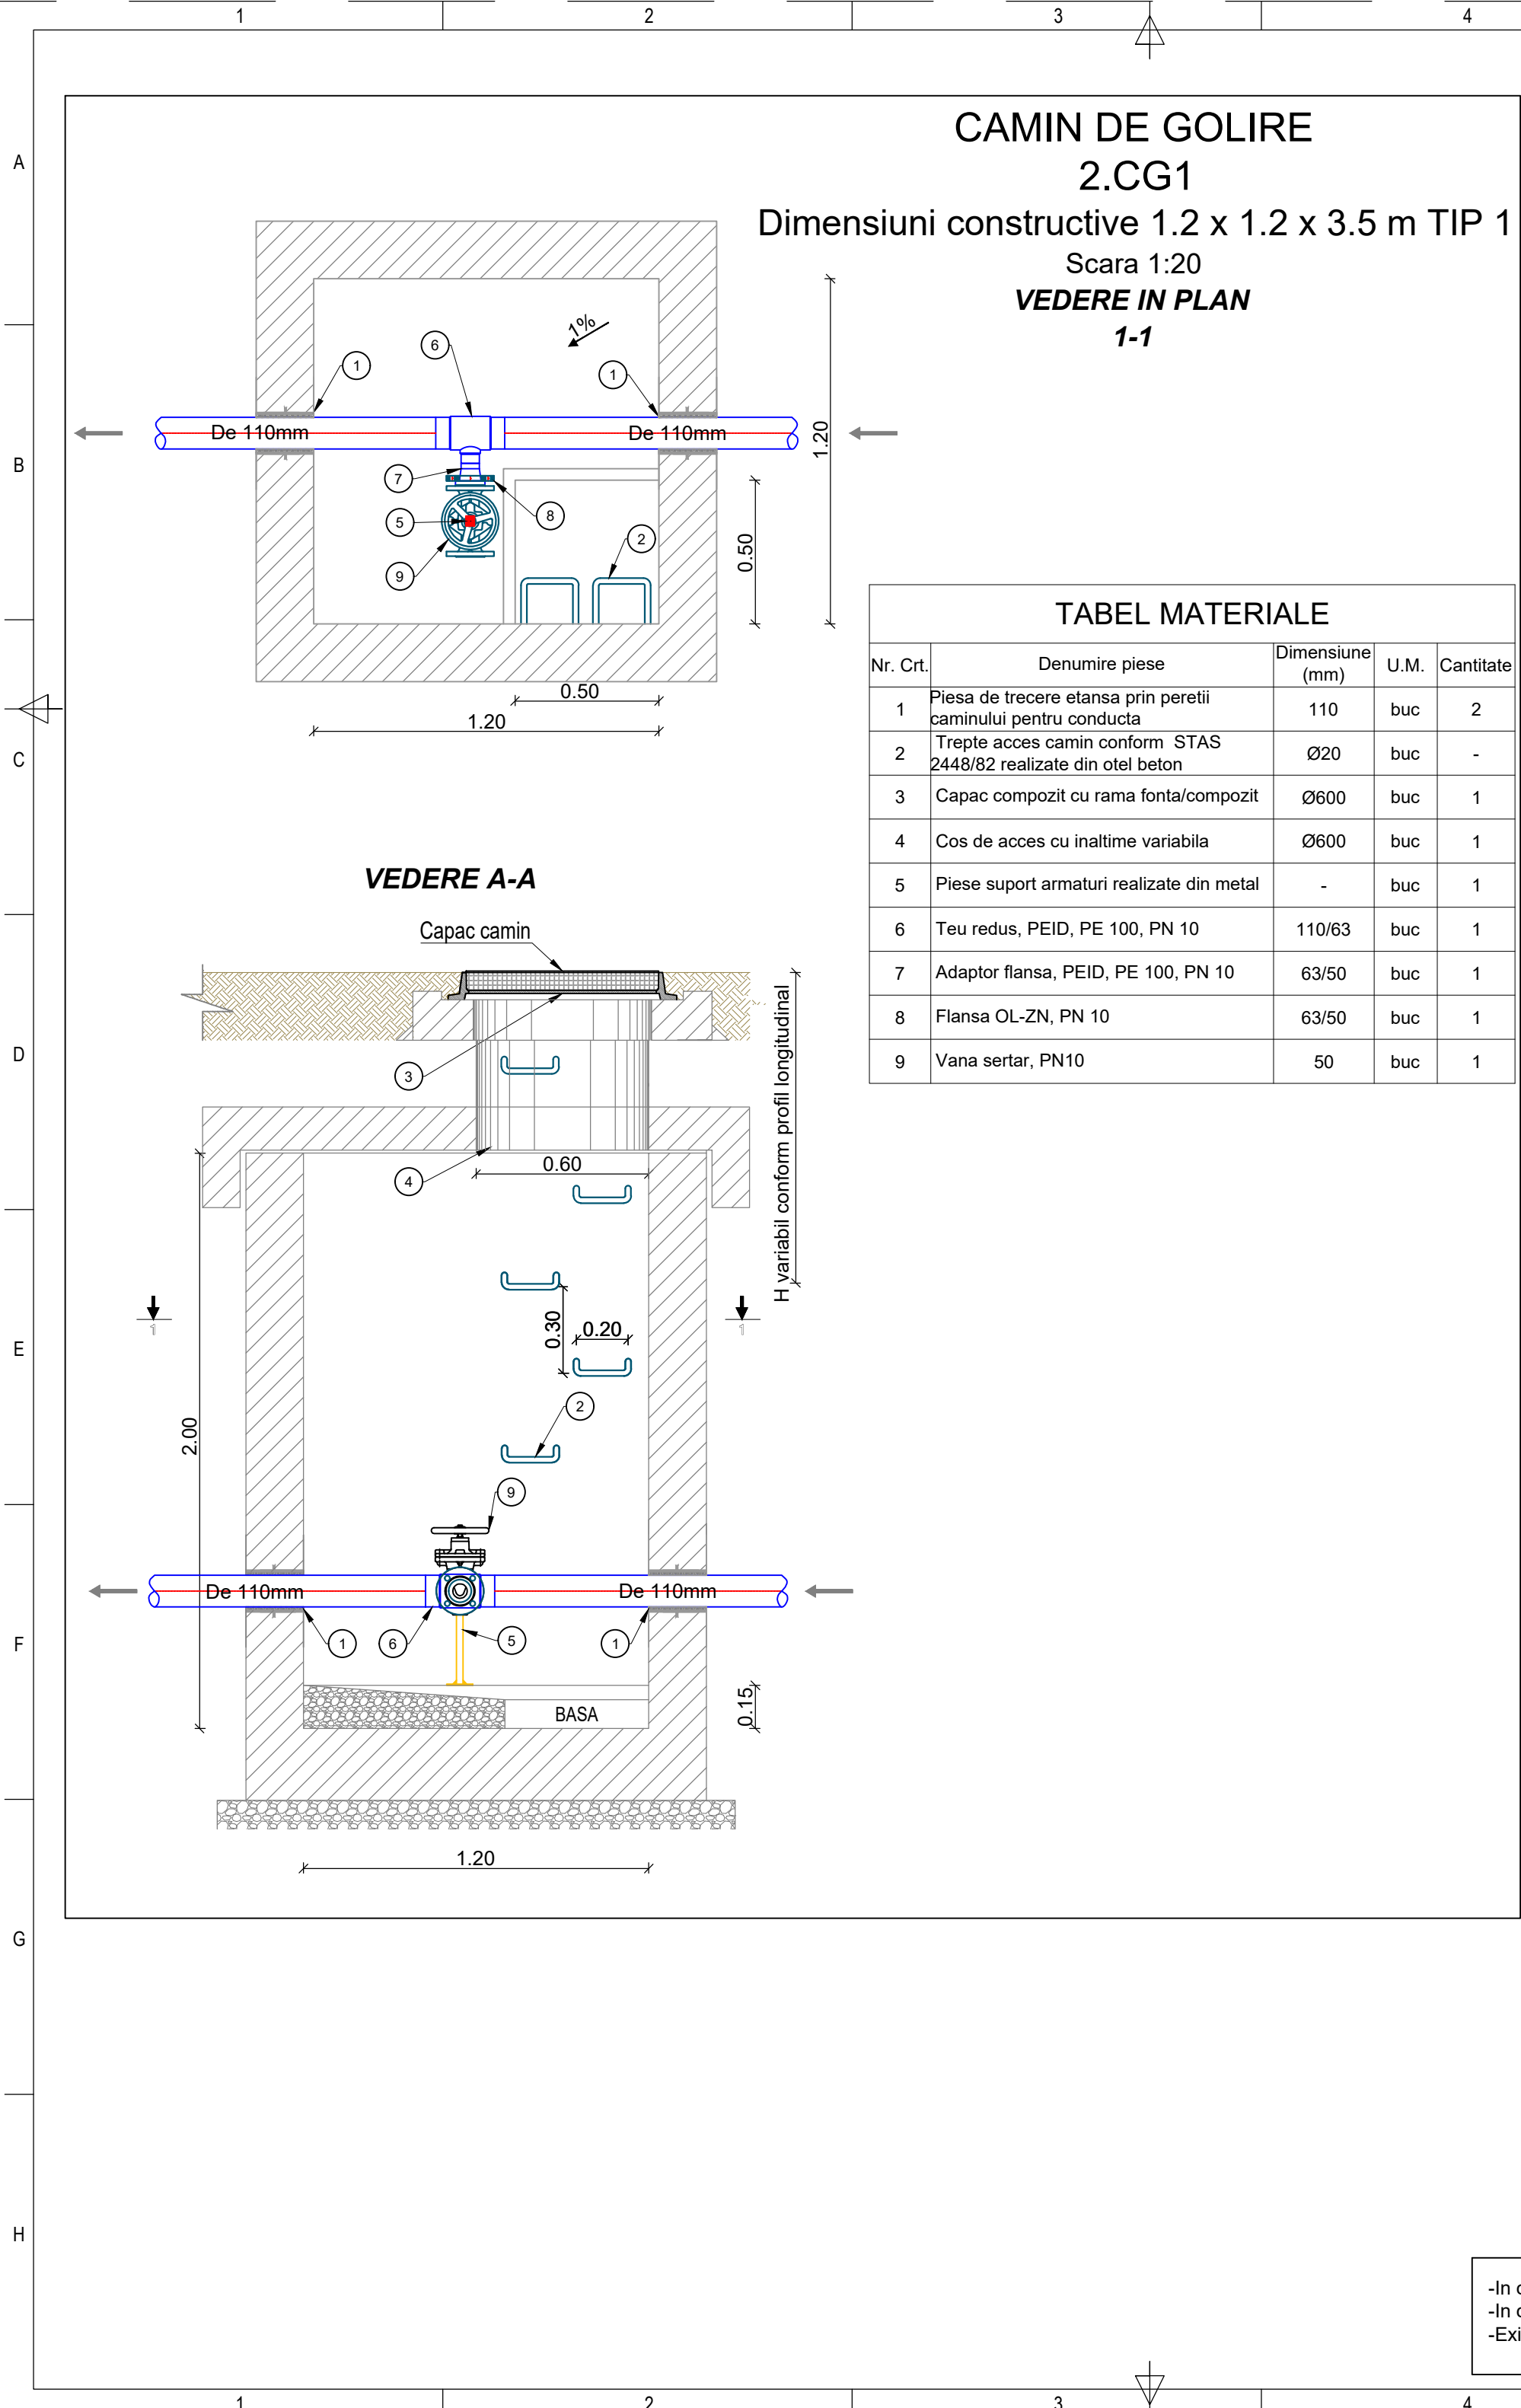 1 2 3 4
A
B
C
D
E
F
G
H
CAMIN DE GOLIRE
2.CG1
Dimensiuni constructive 1.2 x 1.2 x 3.5 m TIP 1
Scara 1:20
VEDERE IN PLAN
1-1
1%
6
1
1
De 110mm
De 110mm
1.20
7
8
5
2
9
0.50
0.50
1.20
TABEL MATERIALE
Nr. Crt. Denumire piese Dimensiune (mm) U.M. Cantitate
1 Piesa de trecere etansa prin peretii caminului pentru conducta 110 buc 2
2 Trepte acces camin conform STAS 2448/82 realizate din otel beton Ø20 buc -
3 Capac compozit cu rama fonta/compozit Ø600 buc 1
4 Cos de acces cu inaltime variabila Ø600 buc 1
5 Piese suport armaturi realizate din metal - buc 1
6 Teu redus, PEID, PE 100, PN 10 110/63 buc 1
7 Adaptor flansa, PEID, PE 100, PN 10 63/50 buc 1
8 Flansa OL-ZN, PN 10 63/50 buc 1
9 Vana sertar, PN10 50 buc 1
VEDERE A-A
Capac camin
3
4
0.60
H variabil conform profil longitudinal
1
1
0.30
0.20
2
2.00
9
De 110mm
De 110mm
1
6
5
1
BASA
0.15
1.20
-In
-In
-Exi
1 2 3 4